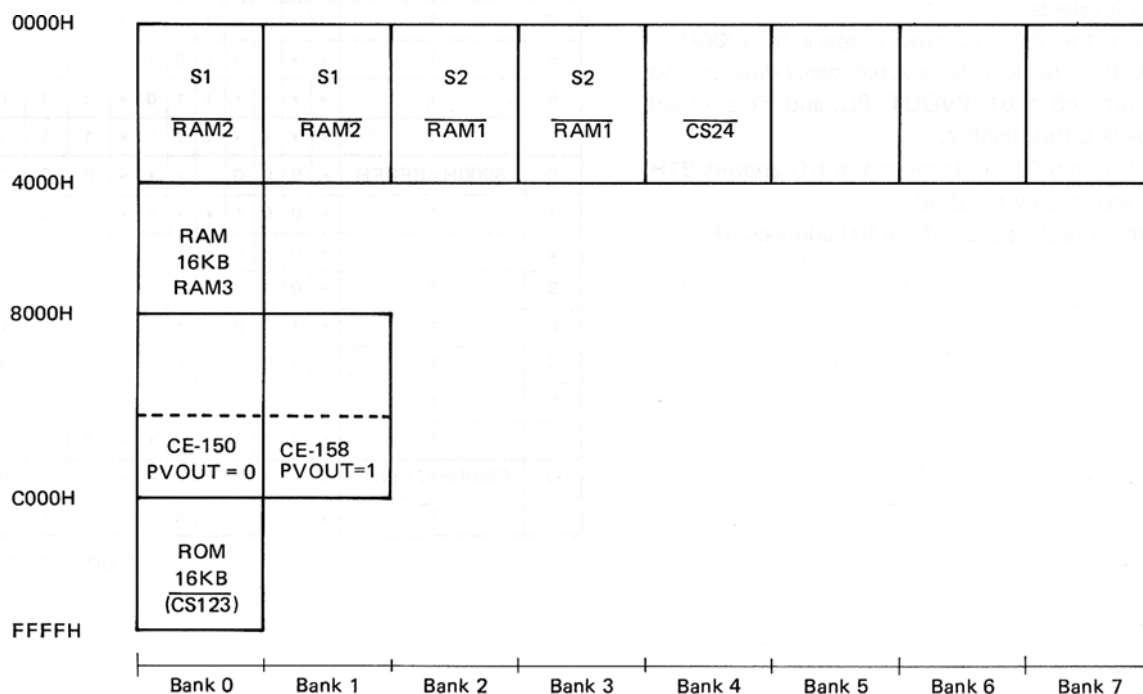 0000H
S1
RAM2
S1
RAM2
S2
RAM1
S2
RAM1
CS24
4000H
RAM
16KB
RAM3
8000H
CE-150
PVOUT = 0
CE-158
PVOUT=1
C000H
ROM
16KB
(CS123)
FFFFH
Bank 0
Bank 1
Bank 2
Bank 3
Bank 4
Bank 5
Bank 6
Bank 7